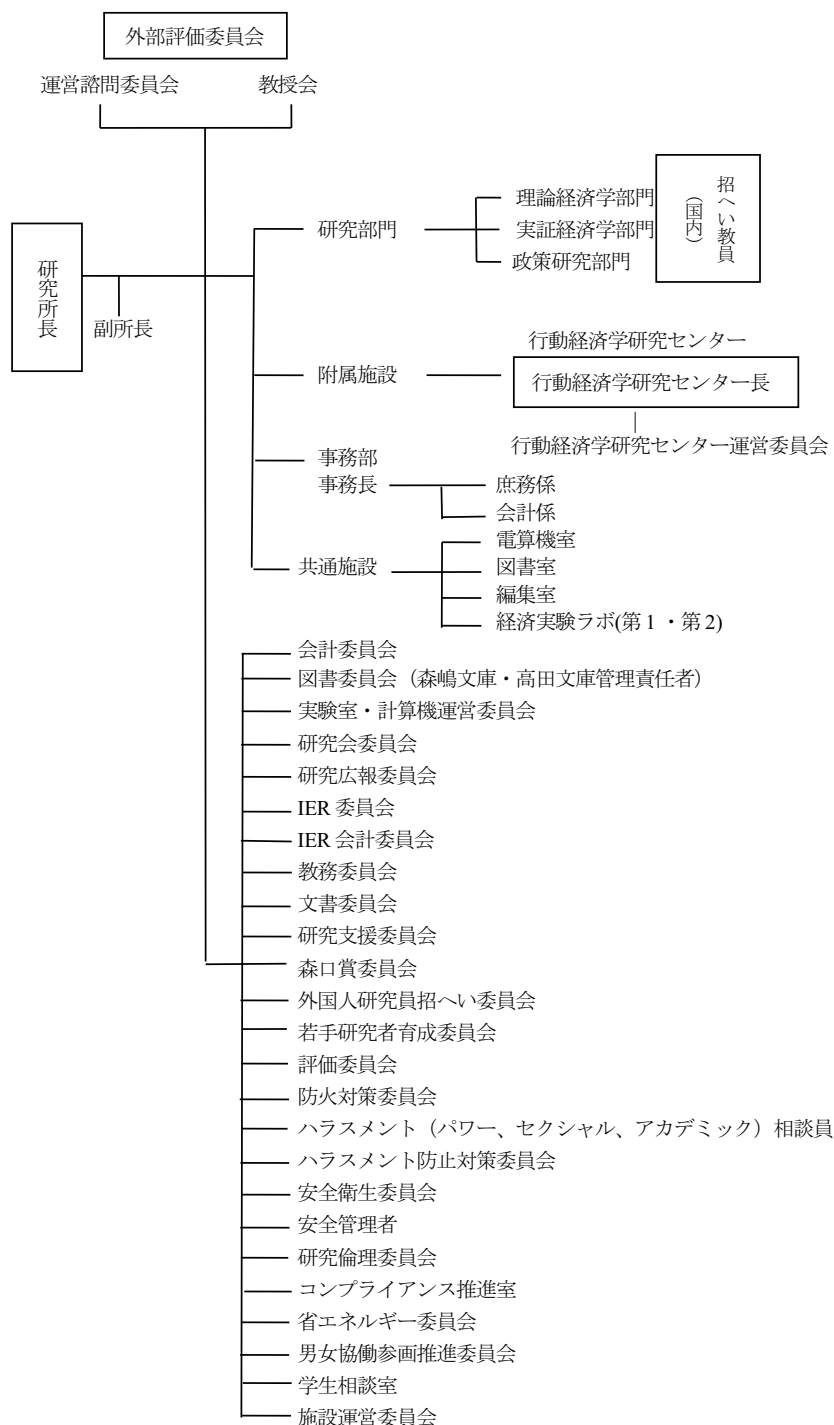 外部評価委員会
運営諮問委員会 教授会
研究所長
副所長
研究部門
理論経済学部門
実証経済学部門
政策研究部門
招へい教員
（国内）
附属施設
行動経済学研究センター
行動経済学研究センター長
行動経済学研究センター運営委員会
事務部
事務長
庶務係
会計係
共通施設
電算機室
図書室
編集室
経済実験ラボ(第1・第2)
会計委員会
図書委員会（森嶋文庫・高田文庫管理責任者）
実験室・計算機運営委員会
研究会委員会
研究広報委員会
IER 委員会
IER 会計委員会
教務委員会
文書委員会
研究支援委員会
森口賞委員会
外国人研究員招へい委員会
若手研究者育成委員会
評価委員会
防火対策委員会
ハラスメント（パワー、セクシャル、アカデミック）相談員
ハラスメント防止対策委員会
安全衛生委員会
安全管理者
研究倫理委員会
コンプライアンス推進室
省エネルギー委員会
男女協働参画推進委員会
学生相談室
施設運営委員会